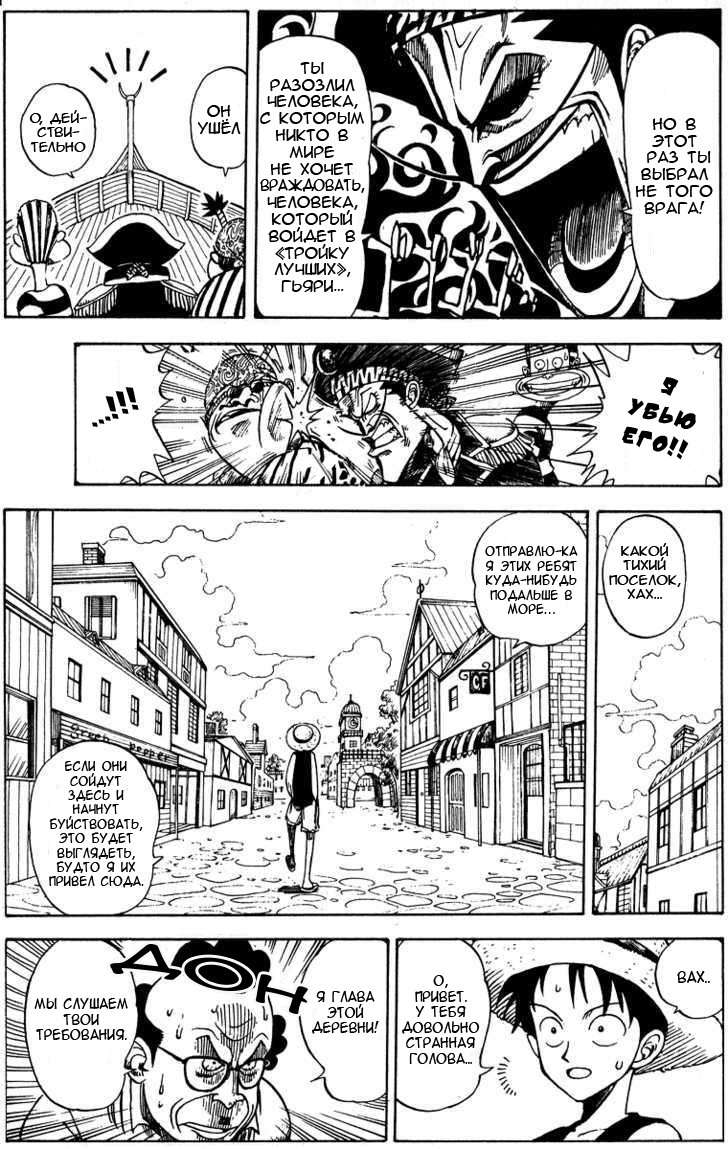 НО В
ЭТОТ
РАЗ ТЫ
ВЫБРАЛ
НЕ ТОГО
ВРАГА!
ТЫ
РАЗОЗЛИЛ
ЧЕЛОВЕКА,
С КОТОРЫМ
НИКТО В
МИРЕ
НЕ ХОЧЕТ
ВРАЖДОВАТЬ,
ЧЕЛОВЕКА,
КОТОРЫЙ
ВОЙДЕТ В
«ТРОЙКУ
ЛУЧШИХ»,
ГЬЯРИ...
ОН
УШЁЛ
О, ДЕЙ-
СТВИ-
ТЕЛЬНО
Я
УБЬЮ
ЕГО!!
...!!!
КАКОЙ
ТИХИЙ
ПОСЕЛОК,
ХАХ...
ОТПРАВЛЮ-КА
Я ЭТИХ РЕБЯТ
КУДА-НИБУДЬ
ПОДАЛЬШЕ В
МОРЕ...
CF
ЕСЛИ ОНИ
СОЙДУТ
ЗДЕСЬ И
НАЧНУТ
БУЙСТВОВАТЬ,
ЭТО БУДЕТ
ВЫГЛЯДЕТЬ,
БУДТО Я ИХ
ПРИВЕЛ СЮДА.
ВАХ..
О,
ПРИВЕТ.
У ТЕБЯ
ДОВОЛЬНО
СТРАННАЯ
ГОЛОВА...
Я ГЛАВА
ЭТОЙ
ДЕРЕВНИ!
ДОН
МЫ СЛУШАЕМ
ТВОИ
ТРЕБОВАНИЯ.